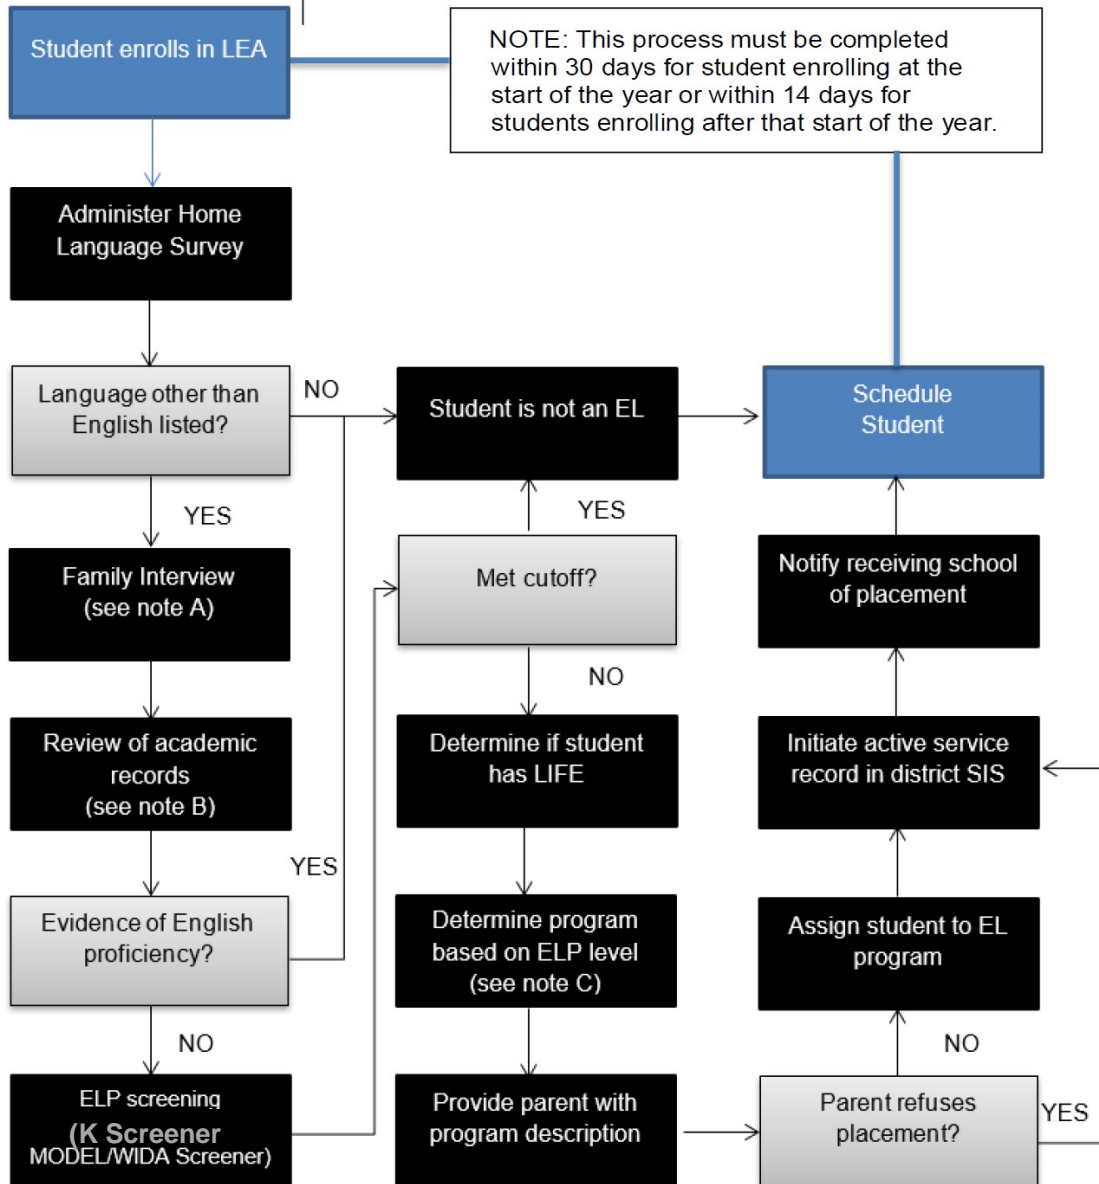 Student enrolls in LEA
NOTE: This process must be completed
within 30 days for student enrolling at the
start of the year or within 14 days for
students enrolling after that start of the year.
Administer Home
Language Survey
Language other than
English listed?
NO
Student is not an EL
Schedule
Student
YES
YES
Family Interview
(see note A)
Met cutoff?
Notify receiving school
of placement
NO
Review of academic
records
(see note B)
Determine if student
has LIFE
Initiate active service
record in district SIS
YES
Evidence of English
proficiency?
Determine program
based on ELP level
(see note C)
Assign student to EL
program
NO
NO
ELP screening
(K Screener
MODEL/WIDA Screener)
Provide parent with
program description
Parent refuses
placement?
YES